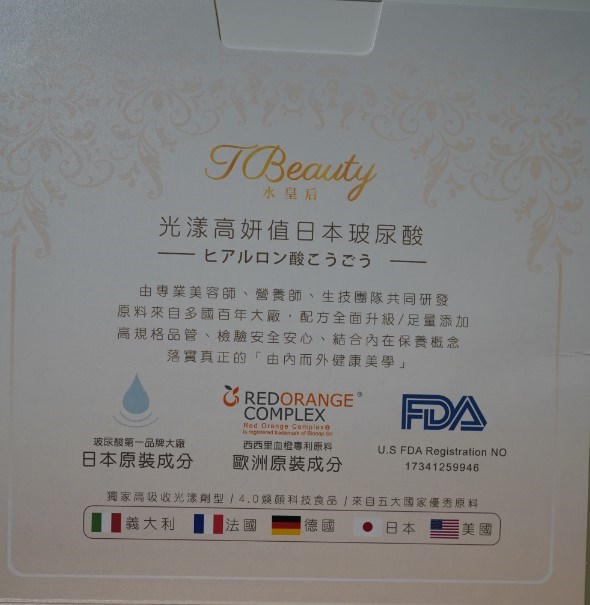 TBeauty
水皇后
光漾高妍值日本玻尿酸
ヒアルロン酸こうごう
由專業美容師、營養師、生技團隊共同研發
原料來自多國百年大廠，配方全面升級/足量添加
高規格品管、檢驗安全安心、結合內在保養概念
落實真正的「由內而外健康美學」
玻尿酸第一品牌大廠
日本原裝成分
REDORANGE®
COMPLEX
Red Orange Complex®
is registered trademark of Bionap srl
西西里血橙專利原料
歐洲原裝成分
FDA
U.S FDA Registration NO
17341259946
獨家高吸收光漾劑型 / 4.0煥顏科技食品 / 來自五大國家優秀原料
義大利 法國 德國 日本 美國